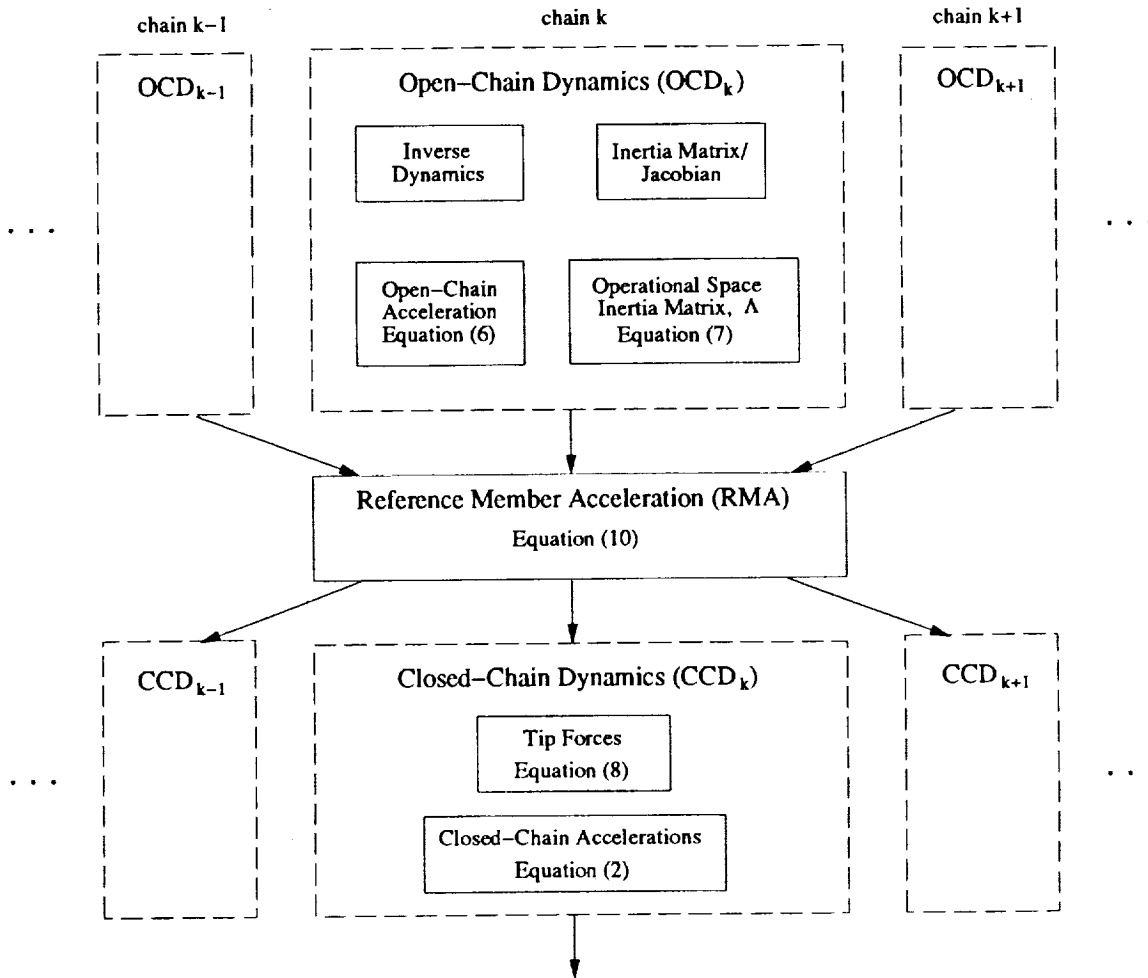 chain k−1
chain k
chain k+1
OCD_{k−1}
Open−Chain Dynamics (OCD_k)
OCD_{k+1}
Inverse
Dynamics
Inertia Matrix/
Jacobian
. . .
. . .
Open−Chain
Acceleration
Equation (6)
Operational Space
Inertia Matrix, Λ
Equation (7)
Reference Member Acceleration (RMA)
Equation (10)
CCD_{k−1}
Closed−Chain Dynamics (CCD_k)
CCD_{k+1}
Tip Forces
Equation (8)
. . .
. . .
Closed−Chain Accelerations
Equation (2)